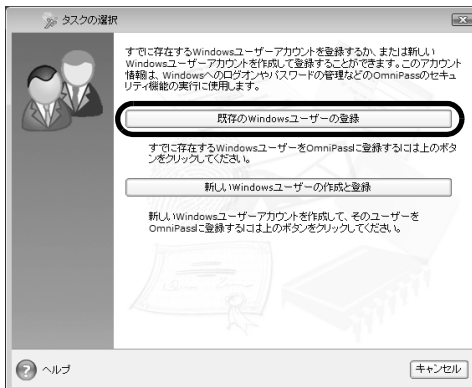 タスクの選択
すでに存在するWindowsユーザーアカウントを登録するか、または新しい
Windowsユーザーアカウントを作成して登録することができます。このアカウント
情報は、Windowsへのログオンやパスワードの管理などのOmniPassのセキュ
リティ機能の実行に使用します。
既存のWindowsユーザーの登録
すでに存在するWindowsユーザーをOmniPassに登録するには上のボタ
ンをクリックしてください。
新しいWindowsユーザーの作成と登録
新しいWindowsユーザーアカウントを作成して、そのユーザーを
OmniPassに登録するには上のボタンをクリックしてください。
ヘルプ
キャンセル